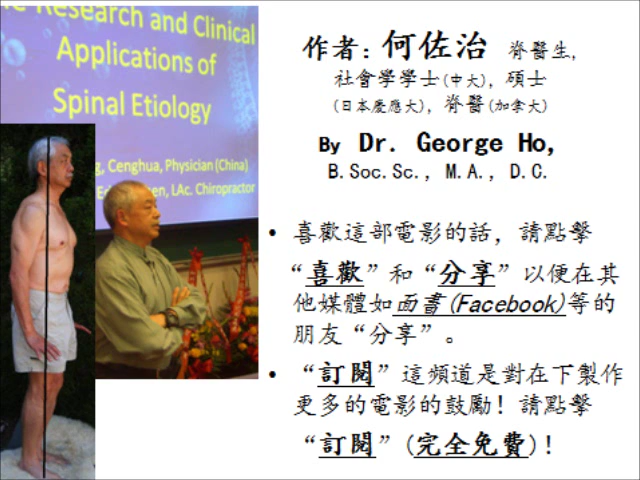 Research and Clinical
Applications of
Spinal Etiology
Cenghua, Physician (China)
LAc. Chiropractor
作者：何佐治 脊醫生,
社會學學士(中大), 碩士
(日本慶應大), 脊醫(加拿大)
By Dr. George Ho,
B.Soc.Sc., M.A., D.C.
• 喜歡這部電影的話, 請點擊
“喜歡”和“分享”以便在其
他媒體如面書(Facebook)等的
朋友“分享”。
• “訂閱”這頻道是對在下製作
更多的電影的鼓勵! 請點擊
“訂閱”(完全免費)!